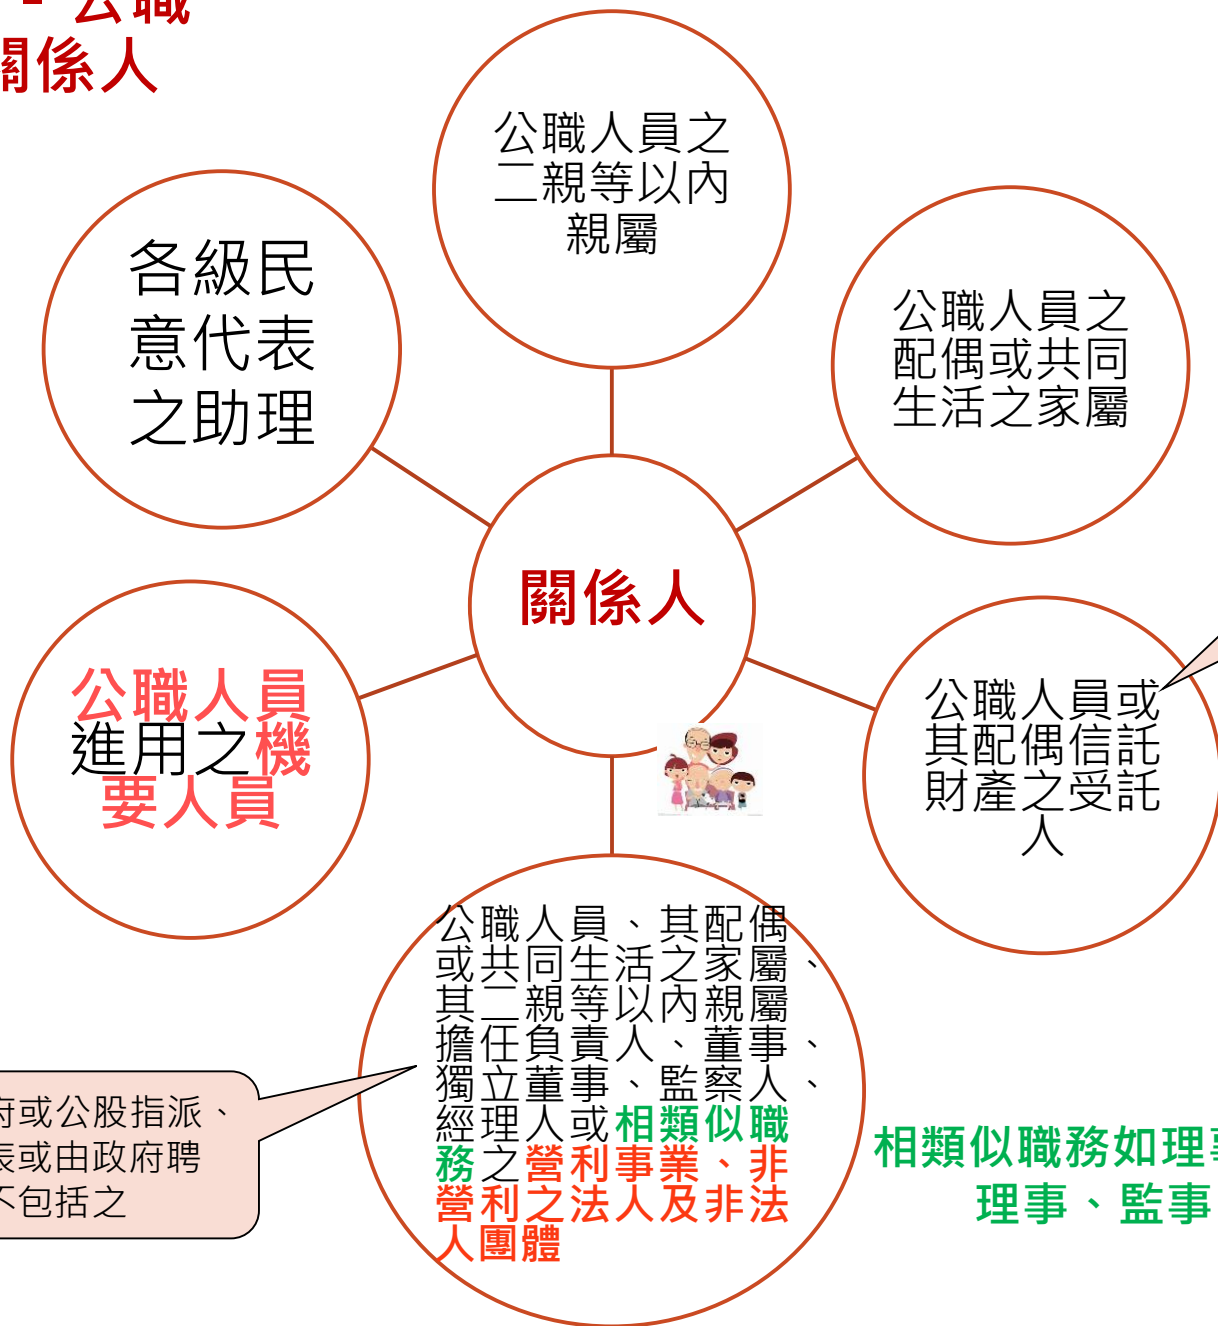 - 公職
關係人
公職人員之
二親等以內
親屬
各級民
意代表
之助理
公職人員之
配偶或共同
生活之家屬
關係人
公職人員
進用之機
要人員
公職人員或
其配偶信託
財產之受託
人
公職人員、其配偶
或共同生活之家屬、
其二親等以內親屬
擔任負責人、董事、
獨立董事、監察人、
經理人或相類似職
務之營利事業、非
營利之法人及非法
人團體
府或公股指派、
表或由政府聘
不包括之
相類似職務如理事
理事、監事